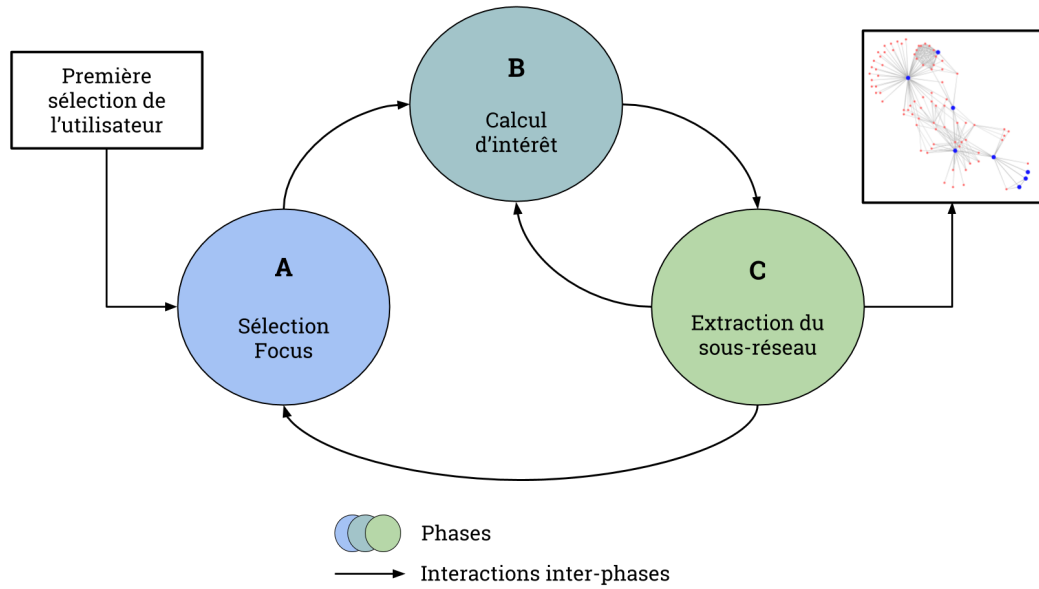 Première
sélection de
l'utilisateur
A
Sélection
Focus
B
Calcul
d'intérêt
C
Extraction du
sous-réseau
Phases
Interactions inter-phases